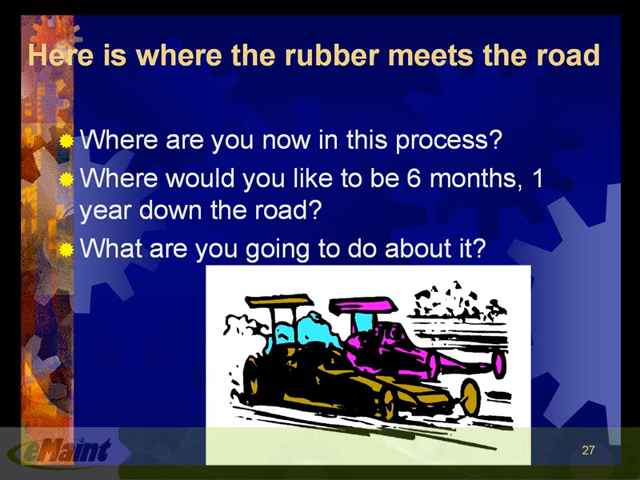 Here is where the rubber meets the road
Where are you now in this process?
Where would you like to be 6 months, 1
year down the road?
What are you going to do about it?
eMaint
27